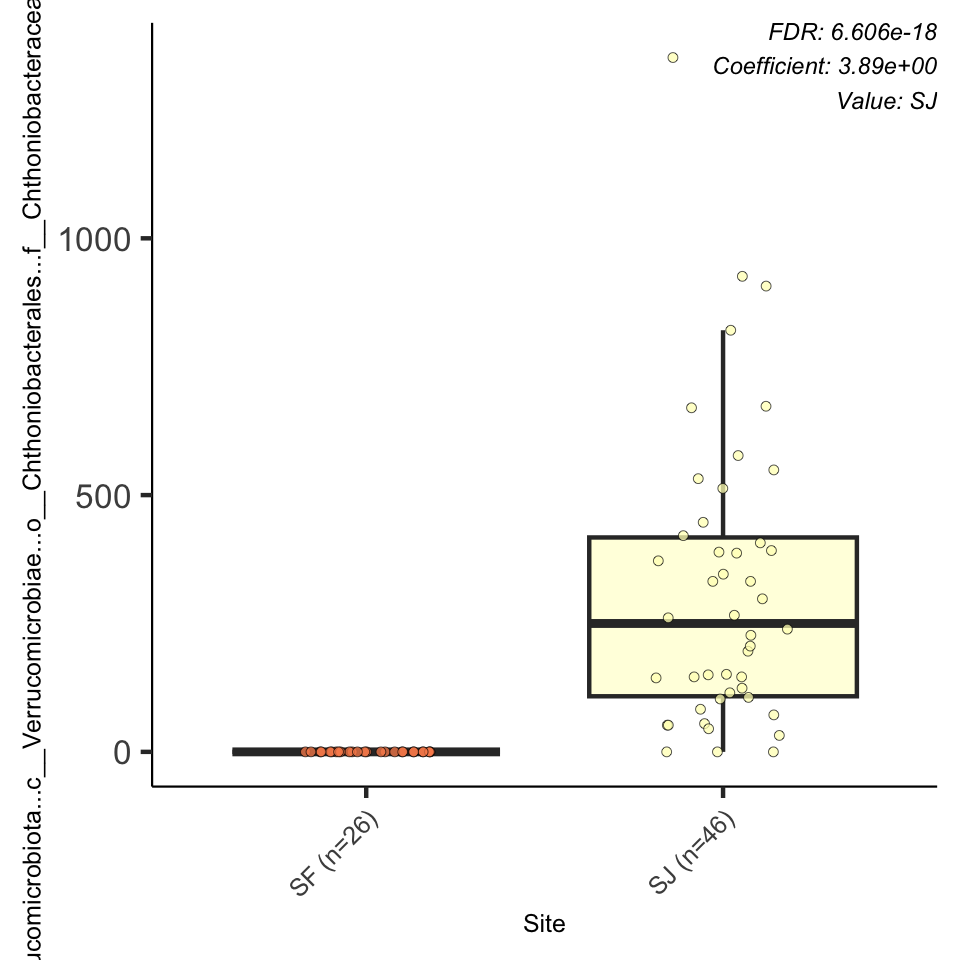 FDR: 6.606e-18
Coefficient: 3.89e+00
Value: SJ
ucomicrobiota...c__Verrucomicrobiae...o__Chthoniobacterales...f__Chthoniobacteracea
1000
500
0
SF (n=26)
SJ (n=46)
Site